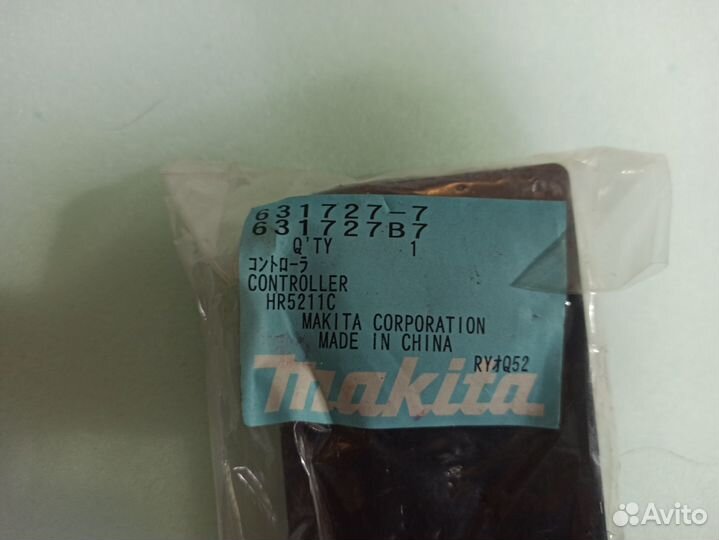 631727-7
631727B7
Q'TY 1
コントローラ
CONTROLLER
HR5211C
MAKITA CORPORATION
MADE IN CHINA
RYオQ52
makita
Avito